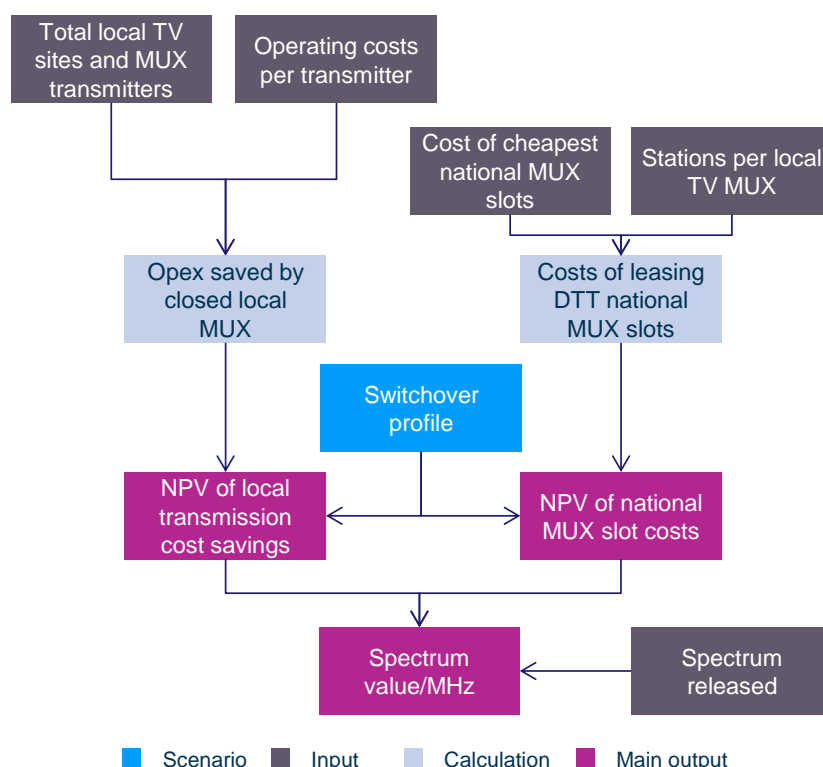 Total local TV
sites and MUX
transmitters
Operating costs
per transmitter
Cost of cheapest
national MUX
slots
Stations per local
TV MUX
Opex saved by
closed local
MUX
Costs of leasing
DTT national
MUX slots
Switchover
profile
NPV of local
transmission
cost savings
NPV of national
MUX slot costs
Spectrum
value/MHz
Spectrum
released
Scenario Input Calculation Main output